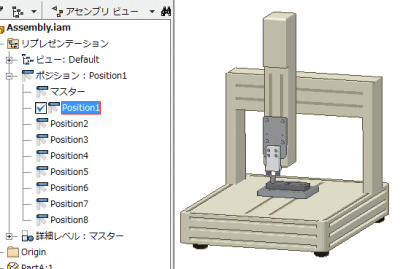 アセンブリ ビュー
Assembly.iam
リプレゼンテーション
ビュー : Default
ポジション : Position1
マスター
Position1
Position2
Position3
Position4
Position5
Position6
Position7
Position8
詳細レベル : マスター
Origin
PartA:1